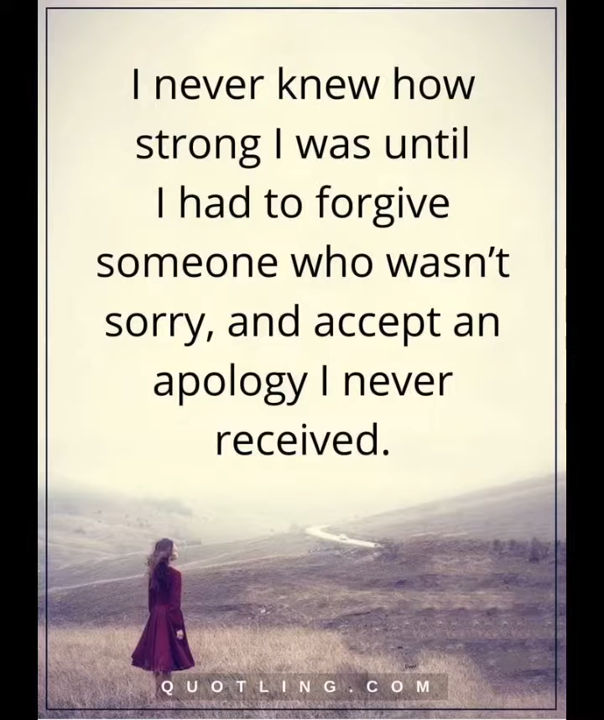 I never knew how
strong I was until
I had to forgive
someone who wasn’t
sorry, and accept an
apology I never
received.
QUOTLING.COM